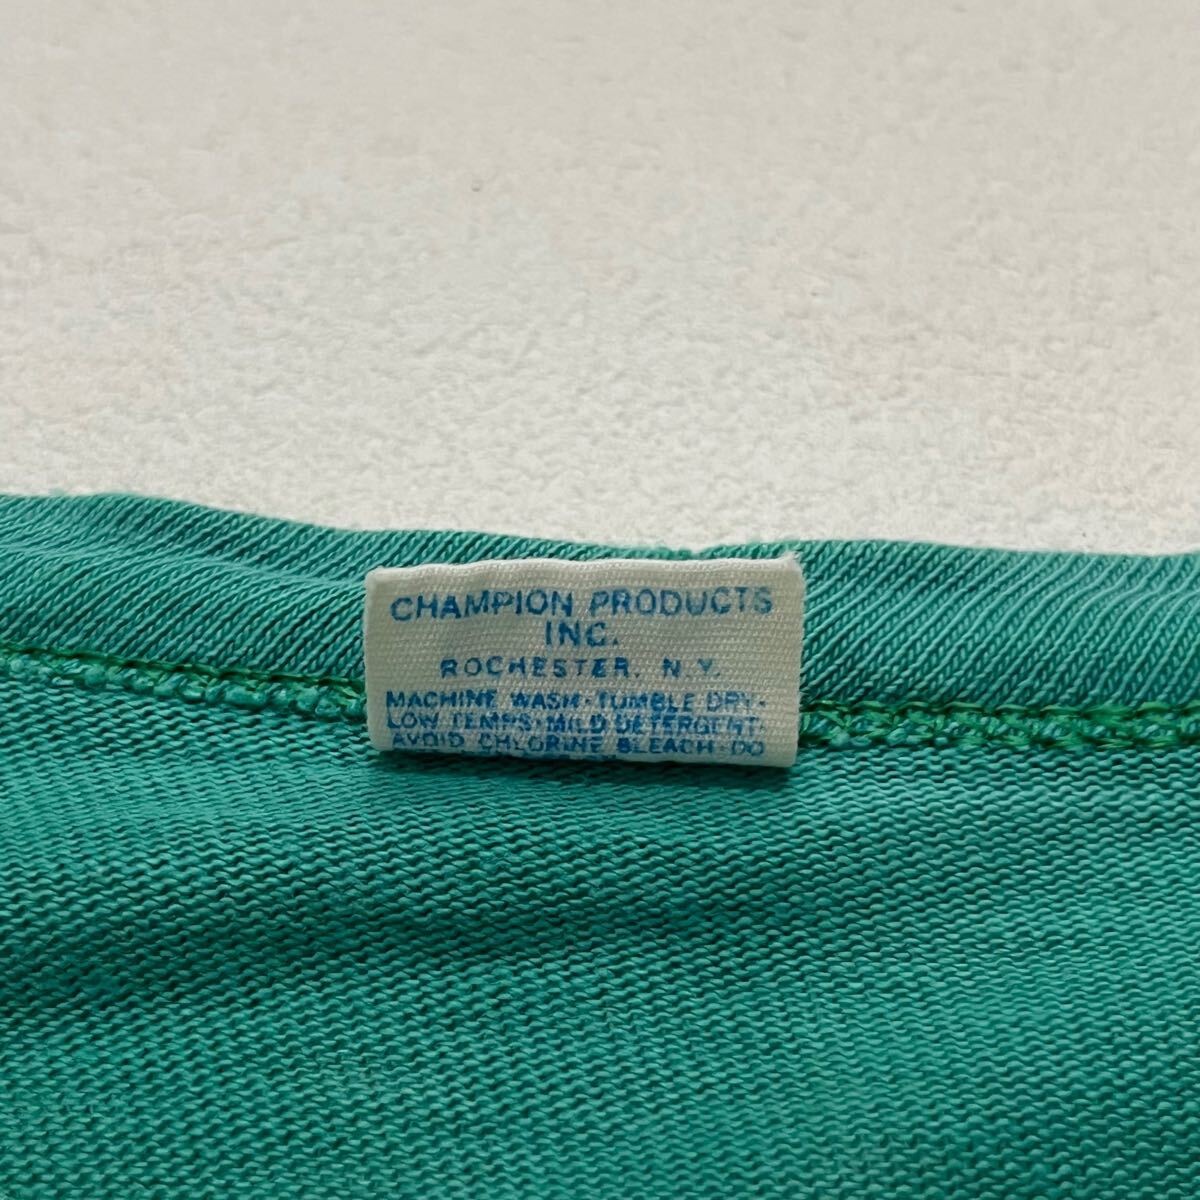 CHAMPION PRODUCTS
INC.
ROCHESTER, N.Y.
MACHINE WASH·TUMBLE DRY-
LOW TEMPS·MILD DETERGENT.
AVOID CHLORINE BLEACH·DO